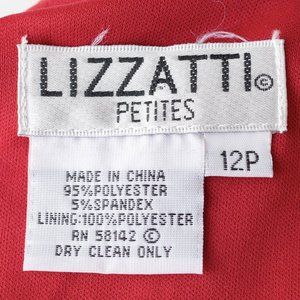 LIZZATTI©
PETITES
12P
MADE IN CHINA
95%POLYESTER
5%SPANDEX
LINING:100%POLYESTER
RN 58142 ©
DRY CLEAN ONLY